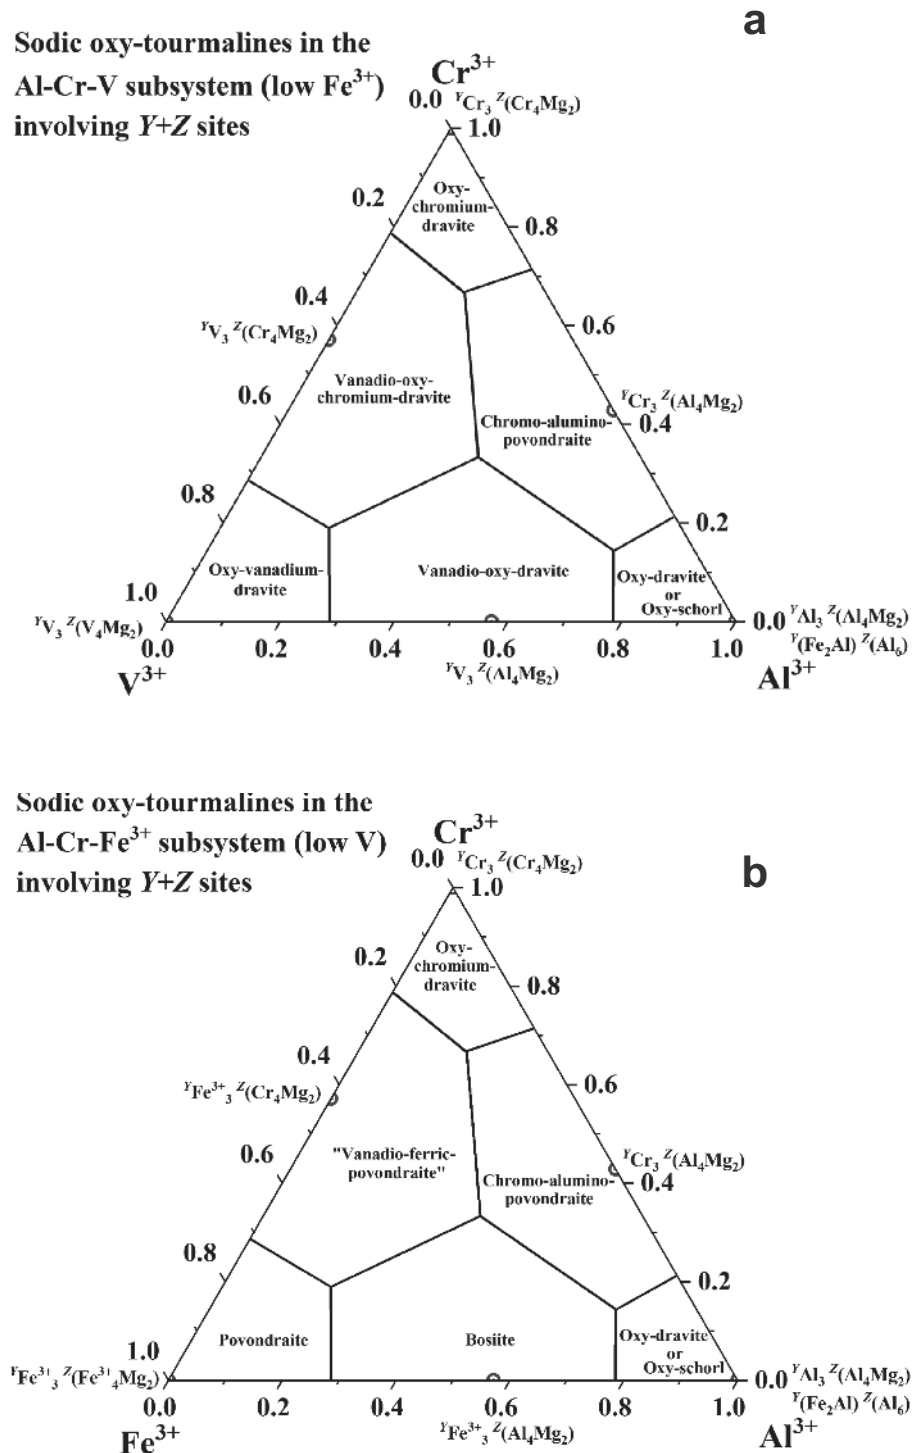 a
Sodic oxy-tourmalines in the
Al-Cr-V subsystem (low Fe³⁺)
involving Y+Z sites
Cr³⁺
0.0 ʸCr₃ ᶻ(Cr₄Mg₂)
1.0
Oxy-
chromium-
dravite
0.2
0.8
0.4
0.6
ʸV₃ ᶻ(Cr₄Mg₂)
Vanadio-oxy-
chromium-dravite
ʸCr₃ ᶻ(Al₄Mg₂)
0.6
0.4
Chromo-alumino-
povondraite
0.8
0.2
Oxy-vanadium-
dravite
Vanadio-oxy-dravite
Oxy-dravite
or
Oxy-schorl
1.0
0.0 ʸAl₃ ᶻ(Al₄Mg₂)
ʸV₃ ᶻ(V₄Mg₂)
ʸ(Fe₂Al) ᶻ(Al₆)
0.0 0.2 0.4 0.6 0.8 1.0
ʸV₃ ᶻ(Al₄Mg₂)
V³⁺ Al³⁺
Sodic oxy-tourmalines in the
Al-Cr-Fe³⁺ subsystem (low V)
involving Y+Z sites
Cr³⁺
b
0.0 ʸCr₃ ᶻ(Cr₄Mg₂)
1.0
Oxy-
chromium-
dravite
0.2
0.8
0.4
0.6
ʸFe³⁺₃ ᶻ(Cr₄Mg₂)
"Vanadio-ferric-
povondraite"
ʸCr₃ ᶻ(Al₄Mg₂)
0.6
0.4
Chromo-alumino-
povondraite
0.8
0.2
Povondraite
Bosiite
Oxy-dravite
or
Oxy-schorl
1.0
0.0 ʸAl₃ ᶻ(Al₄Mg₂)
ʸFe³⁺₃ ᶻ(Fe³⁺₄Mg₂)
ʸ(Fe₂Al) ᶻ(Al₆)
0.0 0.2 0.4 0.6 0.8 1.0
ʸFe³⁺₃ ᶻ(Al₄Mg₂)
Fe³⁺ Al³⁺